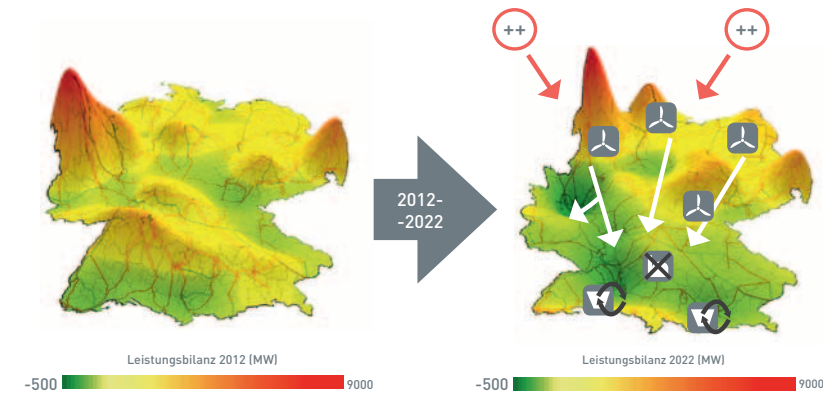 ++ ++
2012-
-2022
Leistungsbilanz 2012 (MW)
-500 9000
Leistungsbilanz 2022 (MW)
-500 9000